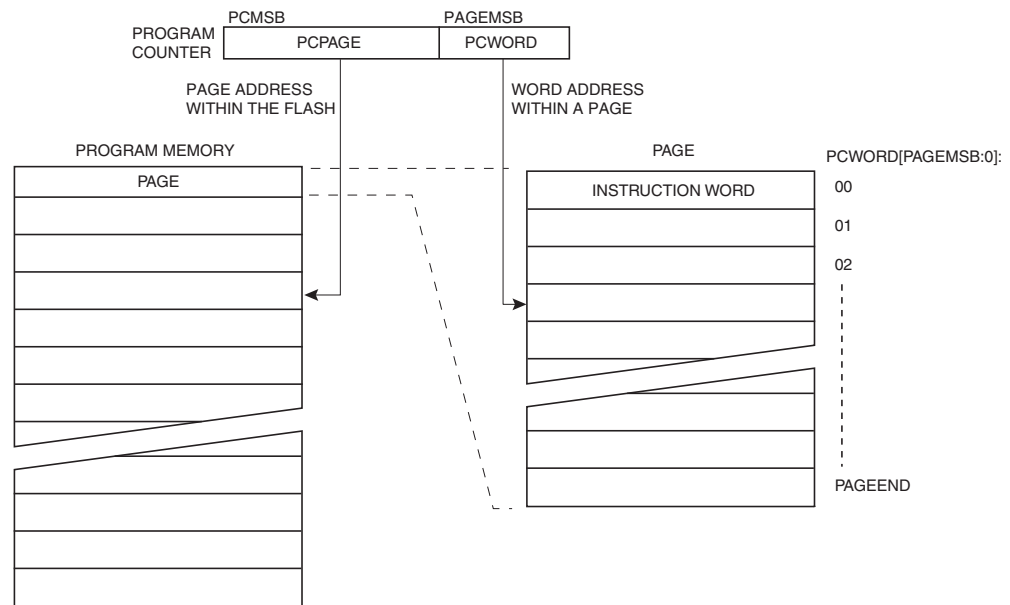 PCMSB PAGEMSB
PROGRAM
COUNTER
PCPAGE PCWORD
PAGE ADDRESS
WITHIN THE FLASH
WORD ADDRESS
WITHIN A PAGE
PROGRAM MEMORY
PAGE
PAGE
PCWORD[PAGEMSB:0]:
INSTRUCTION WORD
00
01
02
PAGEEND